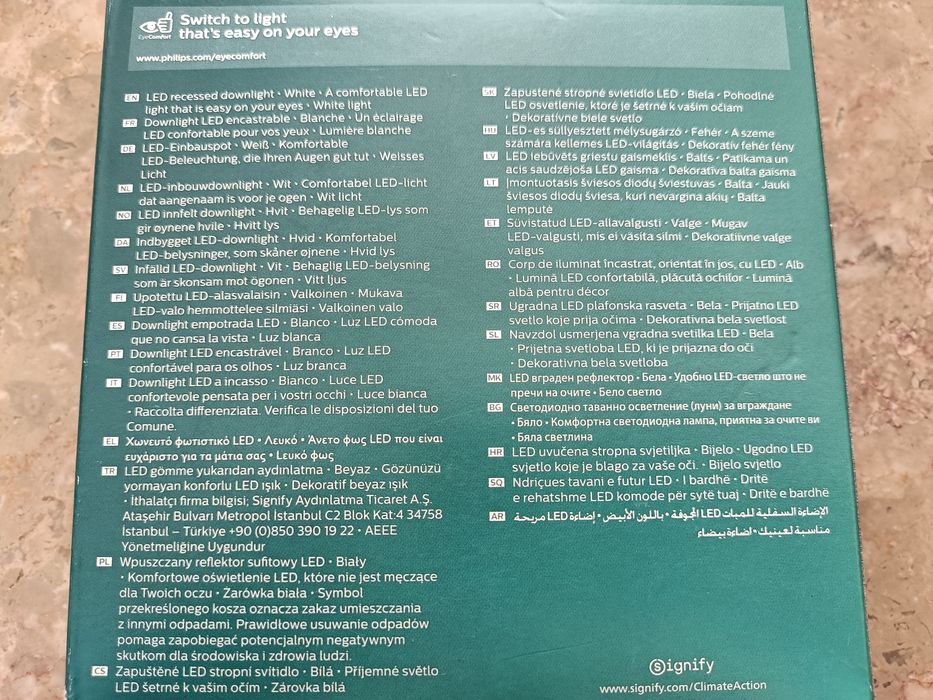 Switch to light
that's easy on your eyes
EyeComfort
www.philips.com/eyecomfort
EN LED recessed downlight • White • A comfortable LED
light that is easy on your eyes • White light
FR Downlight LED encastrable • Blanche • Un éclairage
LED confortable pour vos yeux • Lumière blanche
DE LED-Einbauspot • Weiß • Komfortable
LED-Beleuchtung, die Ihren Augen gut tut • Weisses
Licht
NL LED-inbouwdownlight • Wit • Comfortabel LED-licht
dat aangenaam is voor je ogen • Wit licht
NO LED innfelt downlight • Hvit • Behagelig LED-lys som
gir øynene hvile • Hvitt lys
DA Indbygget LED-downlight • Hvid • Komfortabel
LED-belysninger, som skåner øjnene • Hvid lys
SV Infälld LED-downlight • Vit • Behaglig LED-belysning
som är skonsam mot ögonen • Vitt ljus
FI Upotettu LED-alasvalaisin • Valkoinen • Mukava
LED-valo hemmottelee silmiäsi • Valkoinen valo
ES Downlight empotrada LED • Blanco • Luz LED cómoda
que no cansa la vista • Luz blanca
PT Downlight LED encastrável • Branco • Luz LED
confortável para os olhos • Luz branca
IT Downlight LED a incasso • Bianco • Luce LED
confortevole pensata per i vostri occhi • Luce bianca
• Raccolta differenziata. Verifica le disposizioni del tuo
Comune.
EL Χωνευτό φωτιστικό LED • Λευκό • Άνετο φως LED που είναι
ευχάριστο για τα μάτια σας • Λευκό φως
TR LED gömme yukarıdan aydınlatma • Beyaz • Gözünüzü
yormayan konforlu LED ışık • Dekoratif beyaz ışık
• İthalatçı firma bilgisi; Signify Aydınlatma Ticaret A.Ş.
Ataşehir Bulvarı Metropol İstanbul C2 Blok Kat:4 34758
İstanbul – Türkiye +90 (0)850 390 19 22 • AEEE
Yönetmeliğine Uygundur
PL Wpuszczany reflektor sufitowy LED • Biały
• Komfortowe oświetlenie LED, które nie jest męczące
dla Twoich oczu • Żarówka biała • Symbol
przekreślonego kosza oznacza zakaz umieszczania
z innymi odpadami. Prawidłowe usuwanie odpadów
pomaga zapobiegać potencjalnym negatywnym
skutkom dla środowiska i zdrowia ludzi.
CS Zapuštěné LED stropní svítidlo • Bílá • Příjemné světlo
LED šetrné k vašim očím • Žárovka bílá
SK Zapustené stropné svietidlo LED • Biela • Pohodlné
LED osvetlenie, ktoré je šetrné k vašim očiam
• Dekoratívne biele svetlo
HU LED-es süllyesztett mélysugárzó • Fehér • A szeme
számára kellemes LED-világítás • Dekoratív fehér fény
LV LED iebūvēts griestu gaismeklis • Balts • Patīkama un
acis saudzējoša LED gaisma • Dekoratīva balta gaisma
LT Įmontuotasis šviesos diodų šviestuvas • Balta • Jauki
šviesos diodų šviesa, kuri nevargina akių • Balta
lemputė
ET Süvistatud LED-allavalgusti • Valge • Mugav
LED-valgusti, mis ei väsita silmi • Dekoratiivne valge
valgus
RO Corp de iluminat încastrat, orientat în jos, cu LED • Alb
• Lumină LED confortabilă, plăcută ochilor • Lumină
albă pentru décor
SR Ugradna LED plafonska rasveta • Bela • Prijatno LED
svetlo koje prija očima • Dekorativna bela svetlost
SL Navzdol usmerjena vgradna svetilka LED • Bela
• Prijetna svetloba LED, ki je prijazna do oči
• Dekorativna bela svetloba
MK LED вграден рефлектор • Бела • Удобно LED-светло што не
пречи на очите • Бело светло
BG Светодиодно таванно осветление (луни) за вграждане
• Бяло • Комфортна светодиодна лампа, приятна за очите ви
• Бяла светлина
HR LED uvučena stropna svjetiljka • Bijelo • Ugodno LED
svjetlo koje je blago za vaše oči. • Bijelo svjetlo
SQ Ndriçues tavani e futur LED • I bardhë • Dritë
e rehatshme LED komode për sytë tuaj • Dritë e bardhë
AR الإضاءة السفلية للمبات LED المجوفة • باللون الأبيض • إضاءة LED مريحة
مناسبة لعينيك • إضاءة بيضاء
Signify
www.signify.com/ClimateAction